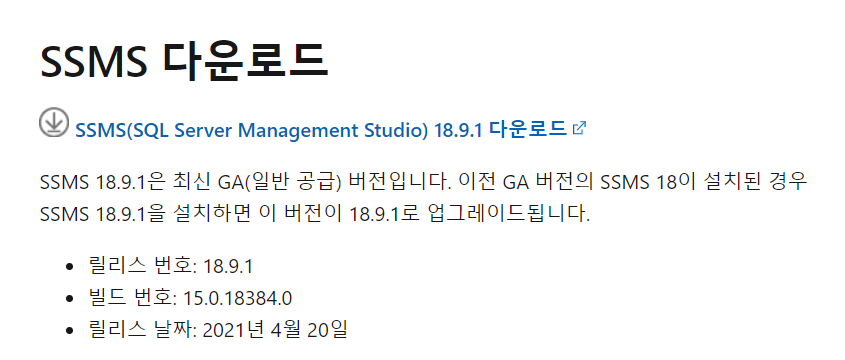 SSMS 다운로드
SSMS(SQL Server Management Studio) 18.9.1 다운로드
SSMS 18.9.1은 최신 GA(일반 공급) 버전입니다. 이전 GA 버전의 SSMS 18이 설치된 경우
SSMS 18.9.1을 설치하면 이 버전이 18.9.1로 업그레이드됩니다.
• 릴리스 번호: 18.9.1
• 빌드 번호: 15.0.18384.0
• 릴리스 날짜: 2021년 4월 20일